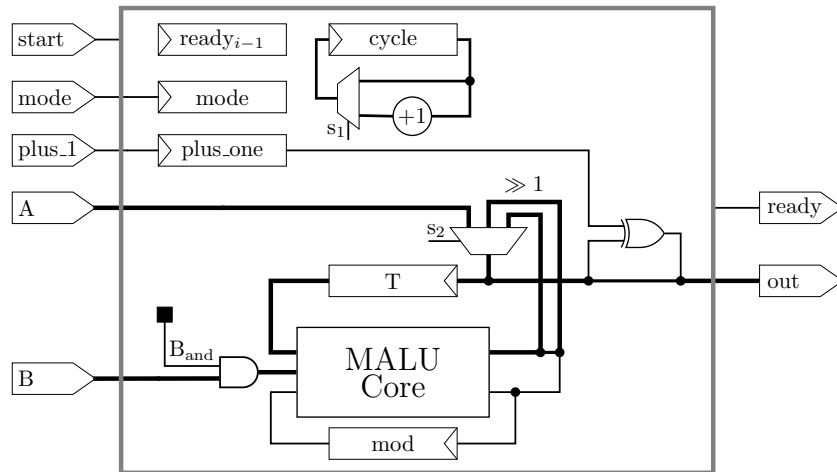 start
ready_{i−1}
cycle
mode
mode
+1
s_1
plus_1
plus_one
≫ 1
A
ready
s_2
T
out
B_and
MALU
Core
B
mod